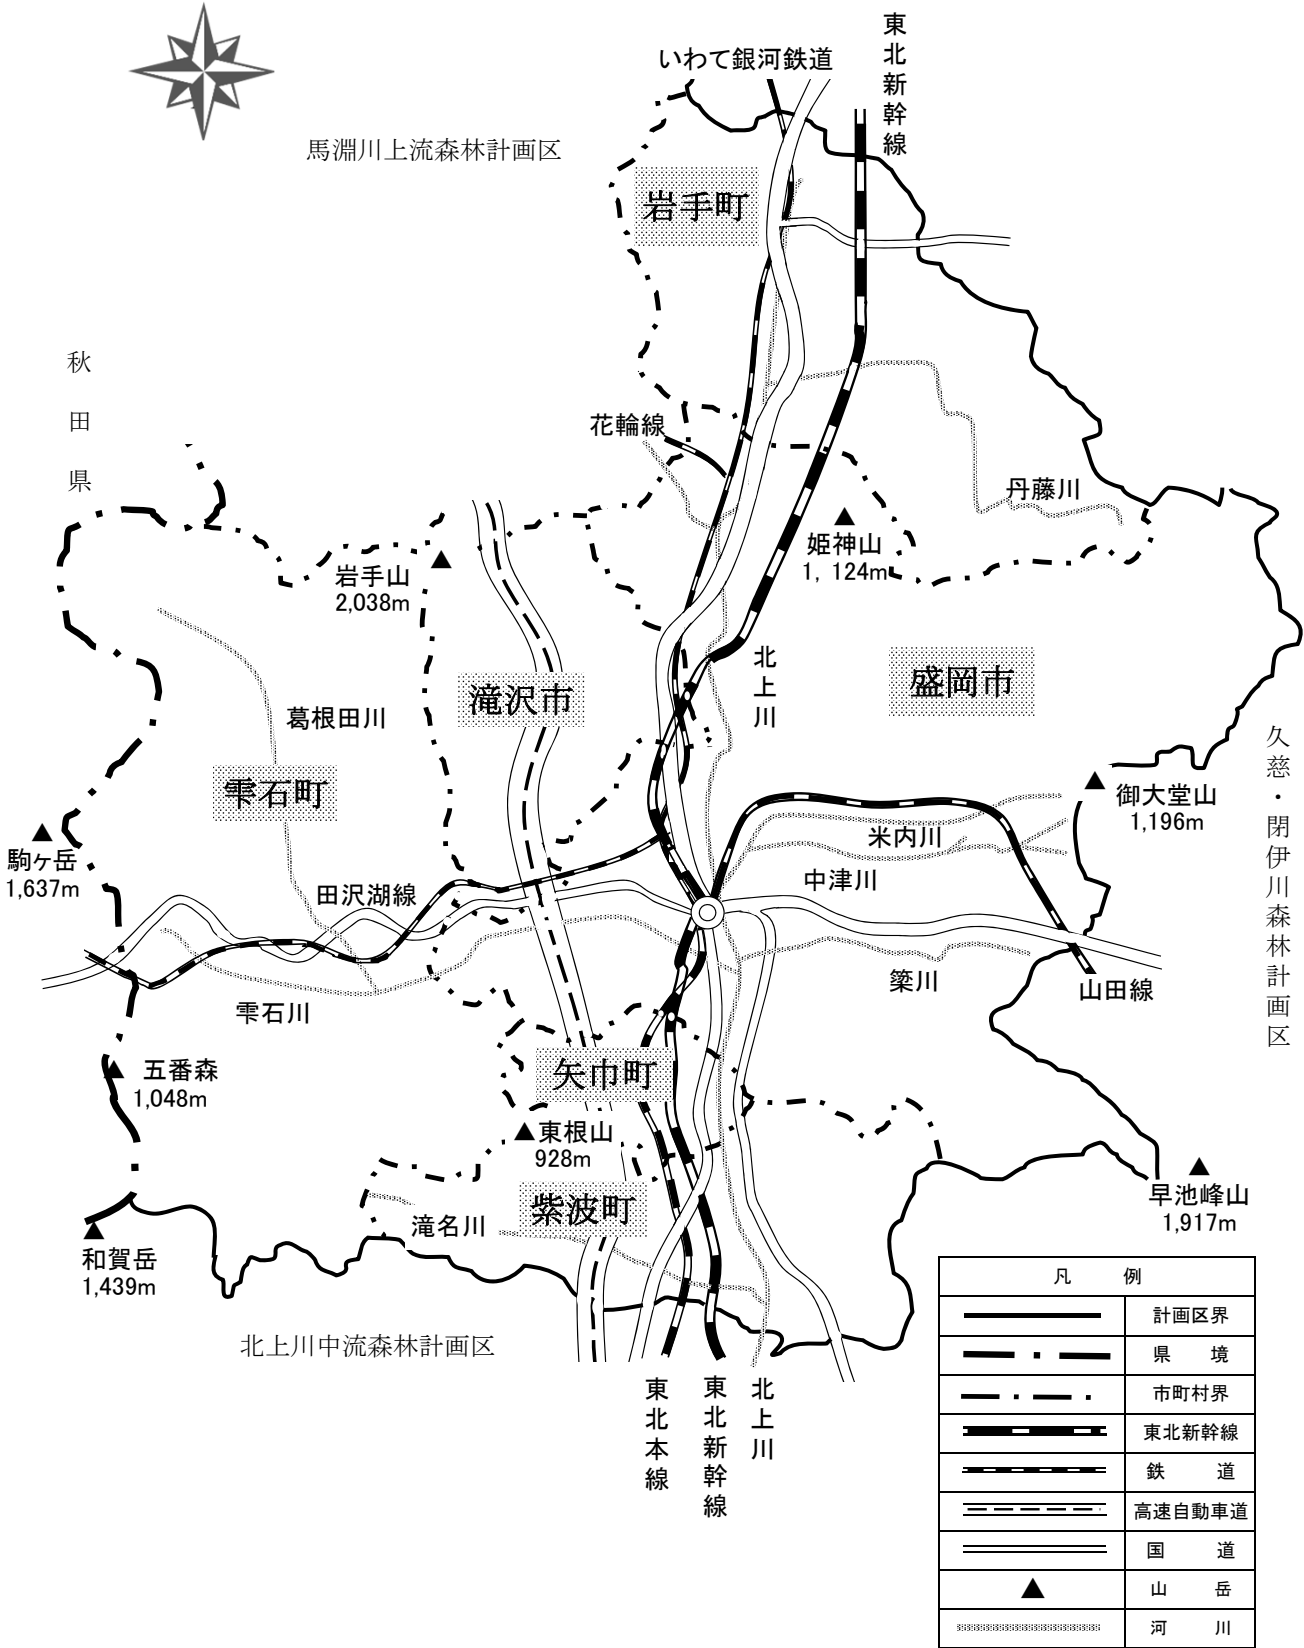 東北新幹線
いわて銀河鉄道
馬淵川上流森林計画区
岩手町
秋田県
花輪線
丹藤川
姫神山
1,124m
岩手山
2,038m
北上川
盛岡市
滝沢市
葛根田川
久慈・閉伊川森林計画区
雫石町
御大堂山
1,196m
駒ヶ岳
1,637m
米内川
中津川
田沢湖線
簗川
山田線
雫石川
五番森
1,048m
矢巾町
東根山
928m
早池峰山
1,917m
紫波町
滝名川
和賀岳
1,439m
北上川中流森林計画区
東北本線
東北新幹線
北上川
凡 例
計画区界
県 境
市町村界
東北新幹線
鉄 道
高速自動車道
国 道
山 岳
河 川